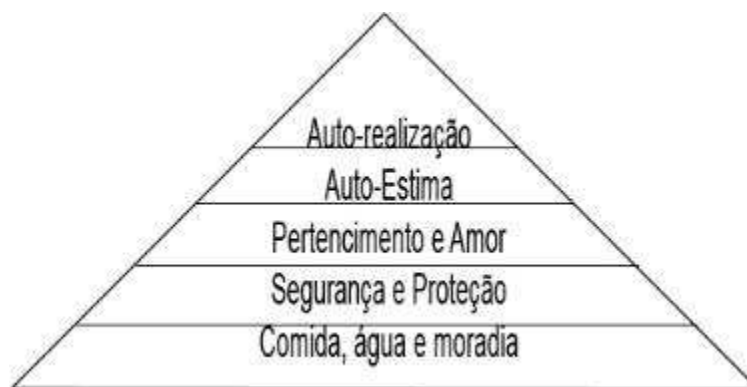 Auto-realização
Auto-Estima
Pertencimento e Amor
Segurança e Proteção
Comida, água e moradia